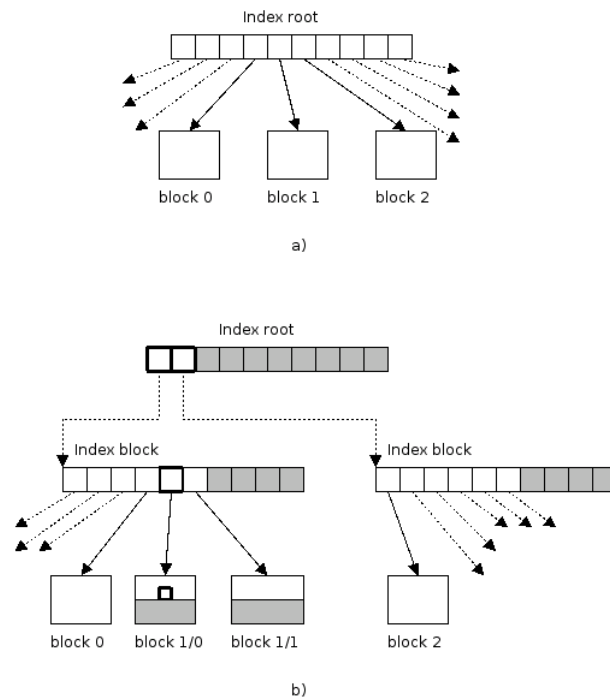 Index root
block 0
block 1
block 2
a)
Index root
Index block
Index block
block 0
block 1/0
block 1/1
block 2
b)